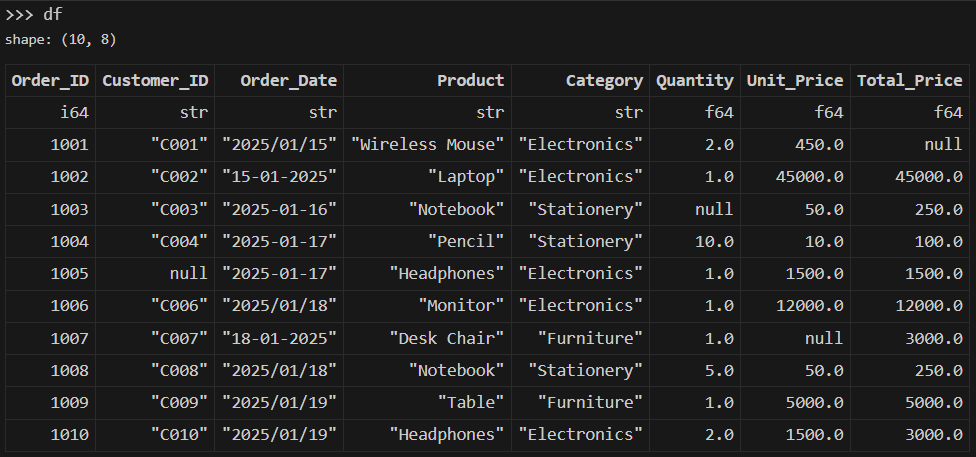 >>> df
shape: (10, 8)
Order_ID Customer_ID Order_Date Product Category Quantity Unit_Price Total_Price
i64 str str str str f64 f64 f64
1001 "C001" "2025/01/15" "Wireless Mouse" "Electronics" 2.0 450.0 null
1002 "C002" "15-01-2025" "Laptop" "Electronics" 1.0 45000.0 45000.0
1003 "C003" "2025-01-16" "Notebook" "Stationery" null 50.0 250.0
1004 "C004" "2025-01-17" "Pencil" "Stationery" 10.0 10.0 100.0
1005 null "2025-01-17" "Headphones" "Electronics" 1.0 1500.0 1500.0
1006 "C006" "2025/01/18" "Monitor" "Electronics" 1.0 12000.0 12000.0
1007 "C007" "18-01-2025" "Desk Chair" "Furniture" 1.0 null 3000.0
1008 "C008" "2025/01/18" "Notebook" "Stationery" 5.0 50.0 250.0
1009 "C009" "2025/01/19" "Table" "Furniture" 1.0 5000.0 5000.0
1010 "C010" "2025/01/19" "Headphones" "Electronics" 2.0 1500.0 3000.0